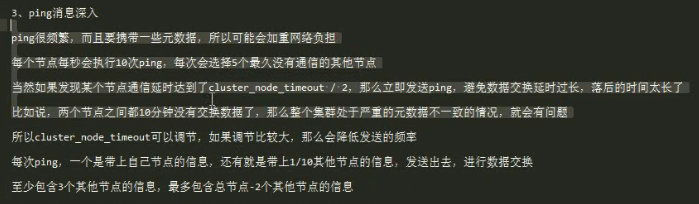 3、ping消息深入
ping很频繁，而且要携带一些元数据，所以可能会加重网络负担
每个节点每秒会执行10次ping，每次会选择5个最久没有通信的其他节点
当然如果发现某个节点通信延时达到了cluster_node_timeout / 2，那么立即发送ping，避免数据交换延时过长，落后的时间太长了
比如说，两个节点之间都10分钟没有交换数据了，那么整个集群处于严重的元数据不一致的情况，就会有问题
所以cluster_node_timeout可以调节，如果调节比较大，那么会降低发送的频率
每次ping，一个是带上自己节点的信息，还有就是带上1/10其他节点的信息，发送出去，进行数据交换
至少包含3个其他节点的信息，最多包含总节点-2个其他节点的信息